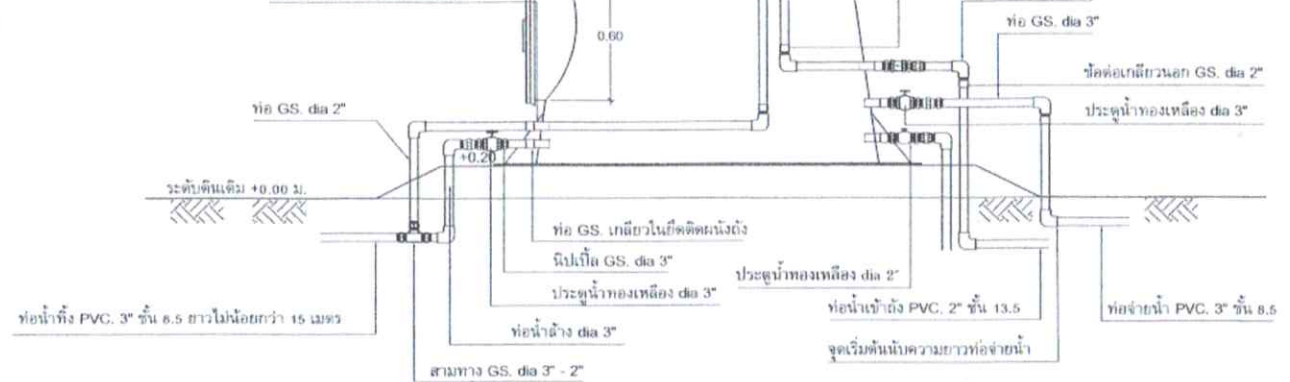 ท่อ GS. dia 3"
0.60
ข้อต่อเกลียวนอก GS. dia 2"
ท่อ GS. dia 2"
ประตูน้ำทองเหลือง dia 3"
+0.20
ระดับดินเดิม +0.00 ม.
ท่อ GS. เกลียวในยึดติดผนังถัง
นิปเปิ้ล GS. dia 3"
ประตูน้ำทองเหลือง dia 2"
ประตูน้ำทองเหลือง dia 3"
ท่อน้ำเข้าถัง PVC. 2" ชั้น 13.5
ท่อจ่ายน้ำ PVC. 3" ชั้น 8.5
ท่อน้ำทิ้ง PVC. 3" ชั้น 8.5 ยาวไม่น้อยกว่า 15 เมตร
ท่อน้ำล้าง dia 3"
จุดเริ่มต้นนับความยาวท่อจ่ายน้ำ
สามทาง GS. dia 3" - 2"